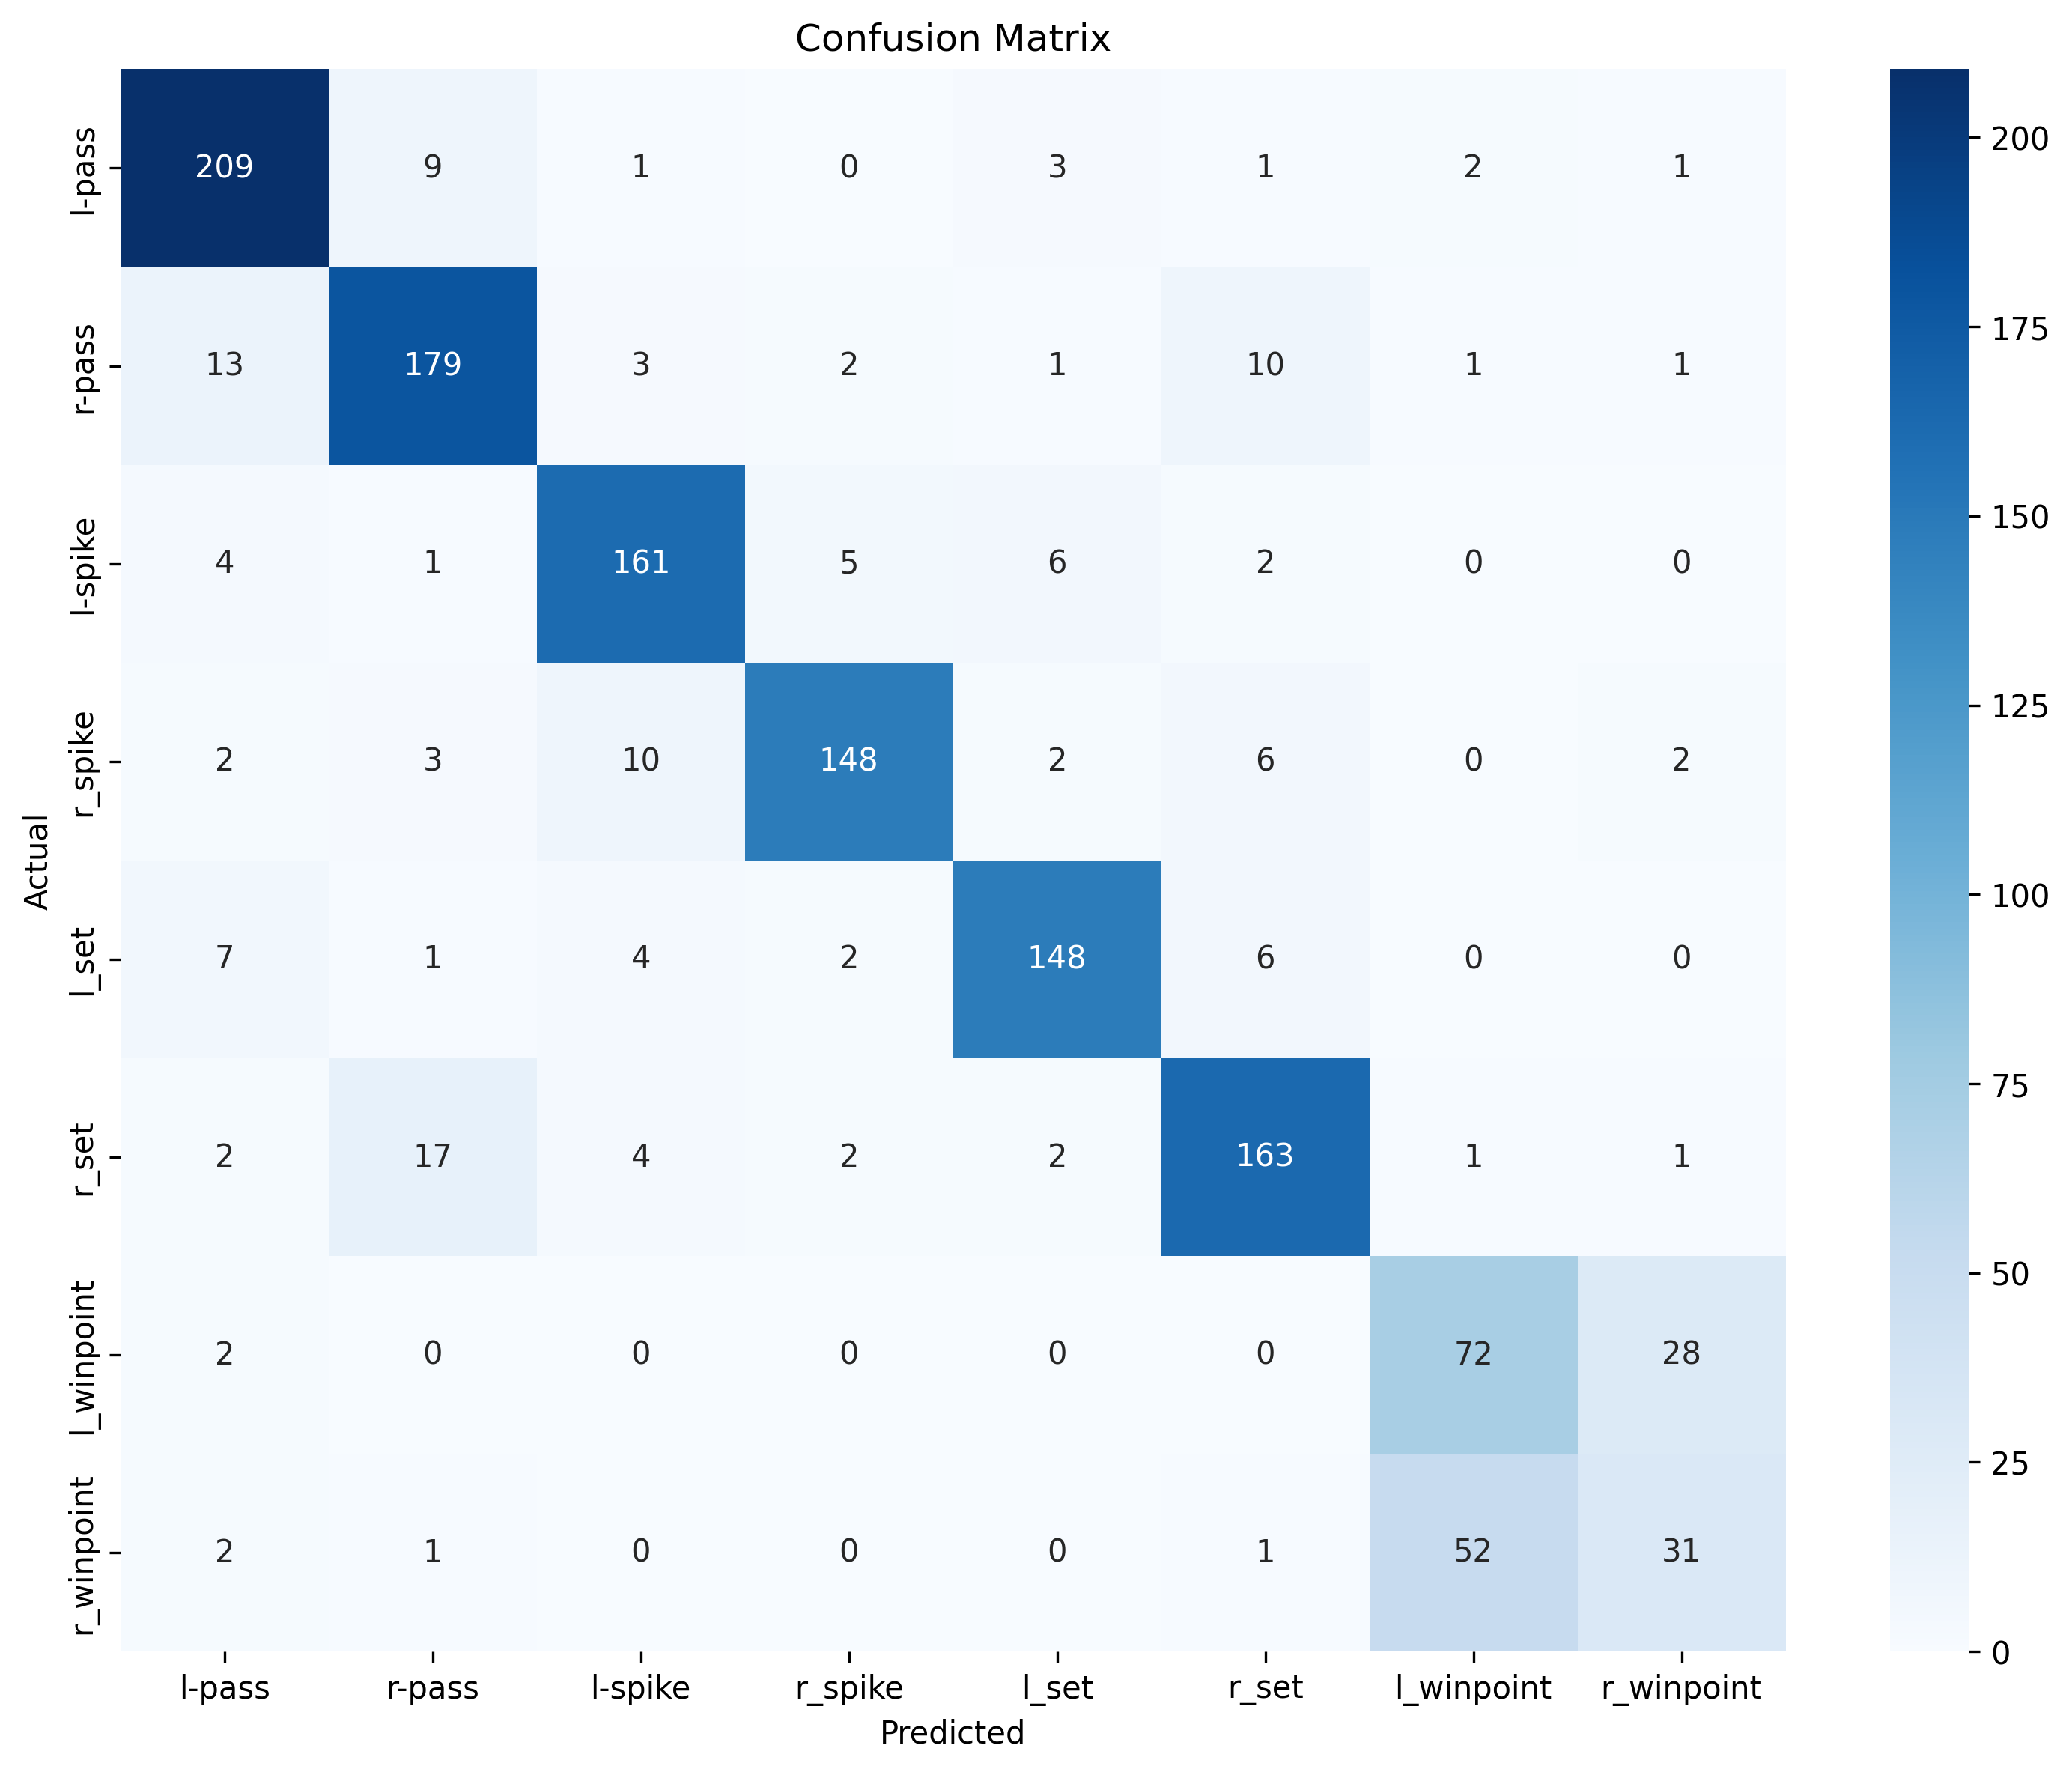 Confusion Matrix
Actual
l-pass 209 9 1 0 3 1 2 1
r-pass 13 179 3 2 1 10 1 1
l-spike 4 1 161 5 6 2 0 0
r_spike 2 3 10 148 2 6 0 2
l_set 7 1 4 2 148 6 0 0
r_set 2 17 4 2 2 163 1 1
l_winpoint 2 0 0 0 0 0 72 28
r_winpoint 2 1 0 0 0 1 52 31
l-pass r-pass l-spike r_spike l_set r_set l_winpoint r_winpoint
Predicted
200
175
150
125
100
75
50
25
0